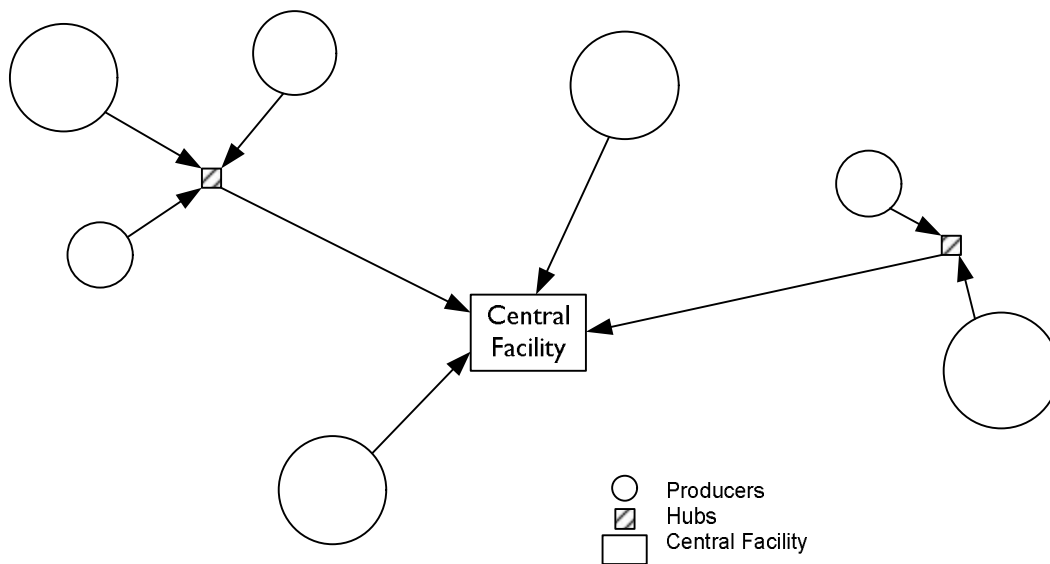 Central
Facility
Producers
Hubs
Central Facility